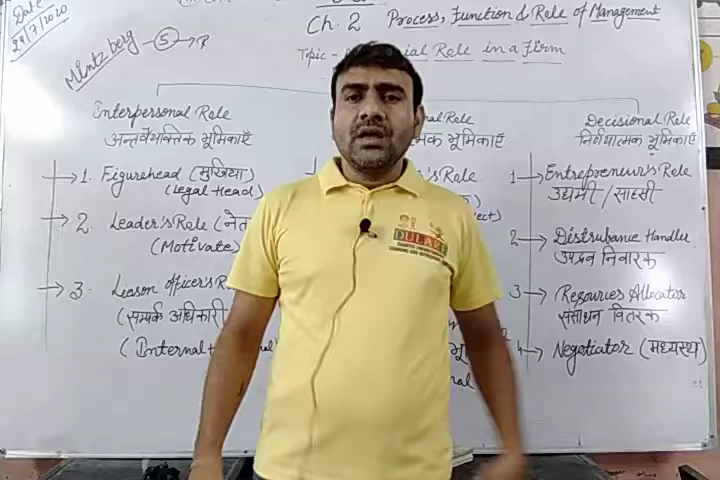 Date
29/7/2020
Ch. 2 Process, Function & Role of Management
Mintzberg 5
Topic - ial Role in a Firm
Interpersonal Role
अन्तर्वैयक्तिक भूमिकाएँ
1. Figurehead (मुखिया)
(Legal Head)
2. Leader's Role
(Motivate)
3. Leason officer's R
(सम्पर्क अधिकारी
(Internal +
nal Role
मक भूमिकाएँ
's Role
DULARI
Decisional Role
निर्णयात्मक भूमिकाएँ
1 Entrepreneur's Role
उद्यमी / साहसी
2 Distrubance Handler
उपद्रव निवारक
3 Resouries Allocator
संसाधन वितरक
4 Negotiator (मध्यस्थ)